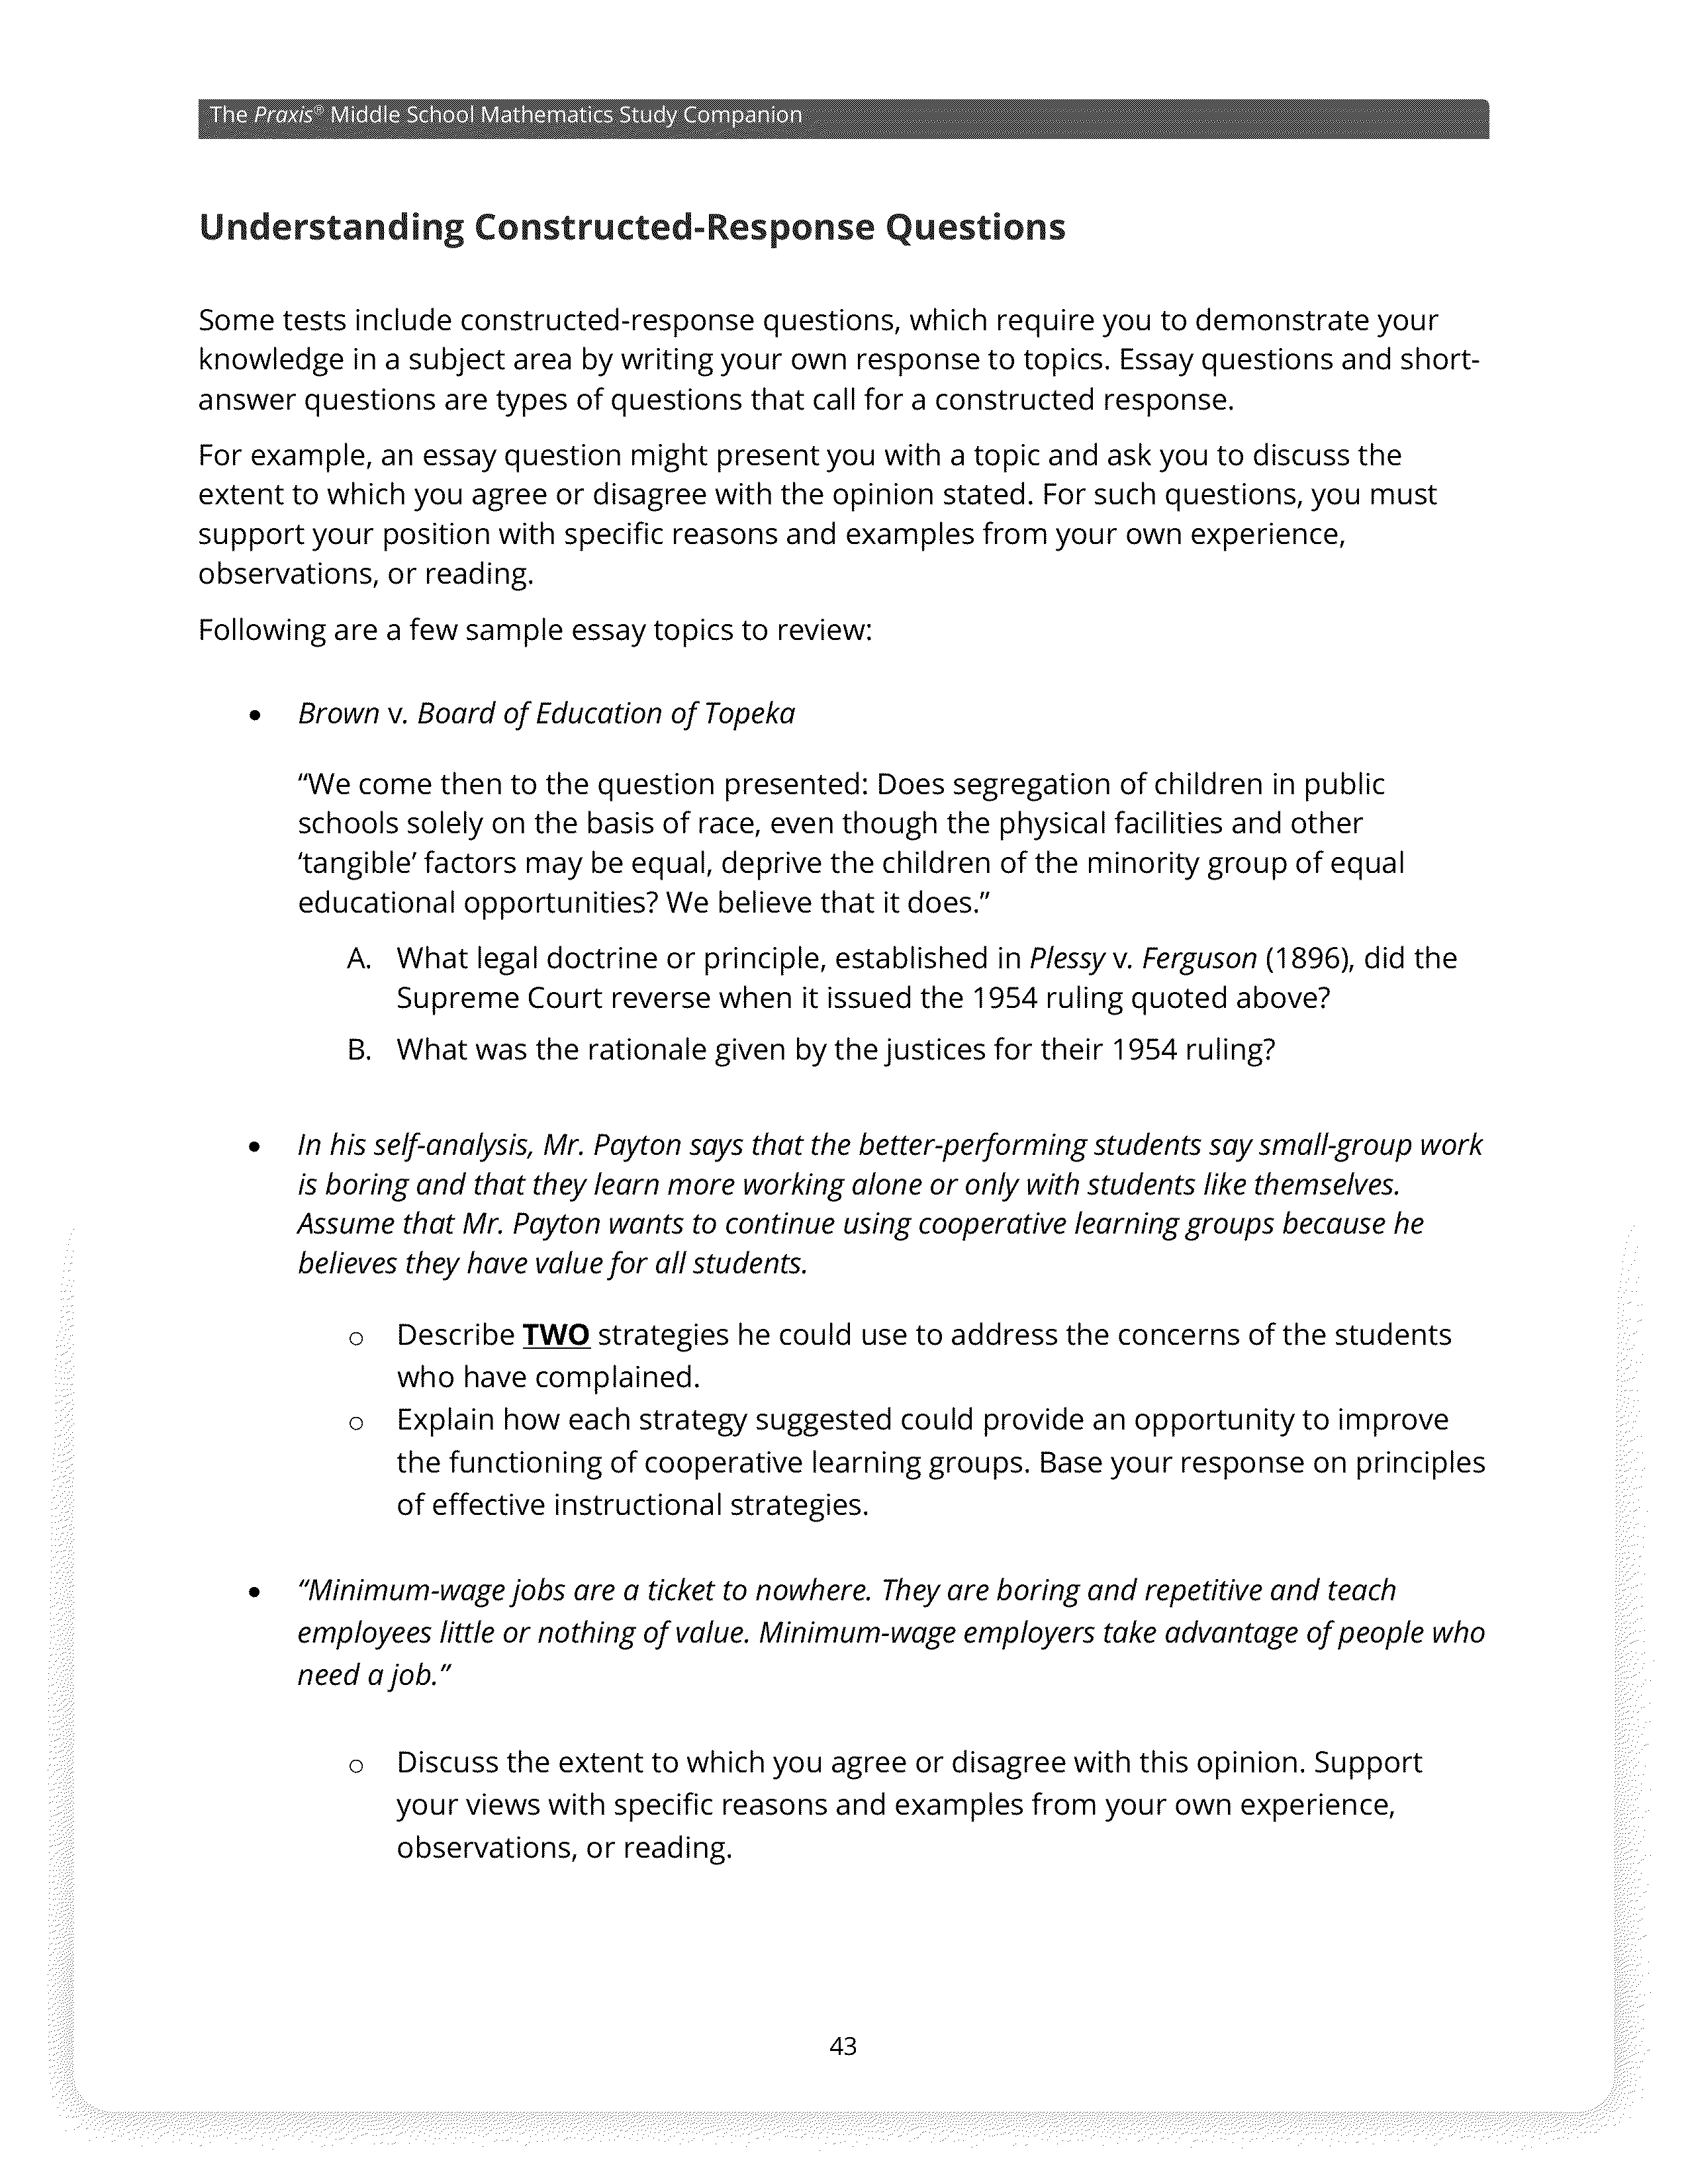 The Praxis® Middle School Mathematics Study Companion
Understanding Constructed-Response Questions
Some tests include constructed-response questions, which require you to demonstrate your
knowledge in a subject area by writing your own response to topics. Essay questions and short-
answer questions are types of questions that call for a constructed response.
For example, an essay question might present you with a topic and ask you to discuss the
extent to which you agree or disagree with the opinion stated. For such questions, you must
support your position with specific reasons and examples from your own experience,
observations, or reading.
Following are a few sample essay topics to review:
• Brown v. Board of Education of Topeka
“We come then to the question presented: Does segregation of children in public
schools solely on the basis of race, even though the physical facilities and other
‘tangible’ factors may be equal, deprive the children of the minority group of equal
educational opportunities? We believe that it does.”
A. What legal doctrine or principle, established in Plessy v. Ferguson (1896), did the
Supreme Court reverse when it issued the 1954 ruling quoted above?
B. What was the rationale given by the justices for their 1954 ruling?
• In his self-analysis, Mr. Payton says that the better-performing students say small-group work
is boring and that they learn more working alone or only with students like themselves.
Assume that Mr. Payton wants to continue using cooperative learning groups because he
believes they have value for all students.
o Describe TWO strategies he could use to address the concerns of the students
who have complained.
o Explain how each strategy suggested could provide an opportunity to improve
the functioning of cooperative learning groups. Base your response on principles
of effective instructional strategies.
• “Minimum-wage jobs are a ticket to nowhere. They are boring and repetitive and teach
employees little or nothing of value. Minimum-wage employers take advantage of people who
need a job.”
o Discuss the extent to which you agree or disagree with this opinion. Support
your views with specific reasons and examples from your own experience,
observations, or reading.
43